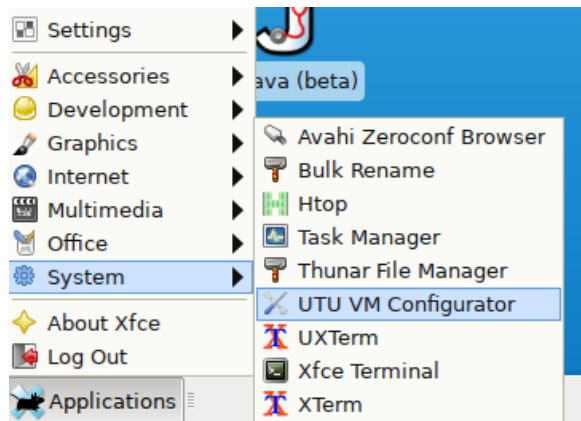 Settings
ava (beta)
Accessories
Development
Graphics
Internet
Multimedia
Office
System
About Xfce
Log Out
Applications
Avahi Zeroconf Browser
Bulk Rename
Htop
Task Manager
Thunar File Manager
UTU VM Configurator
UXTerm
Xfce Terminal
XTerm